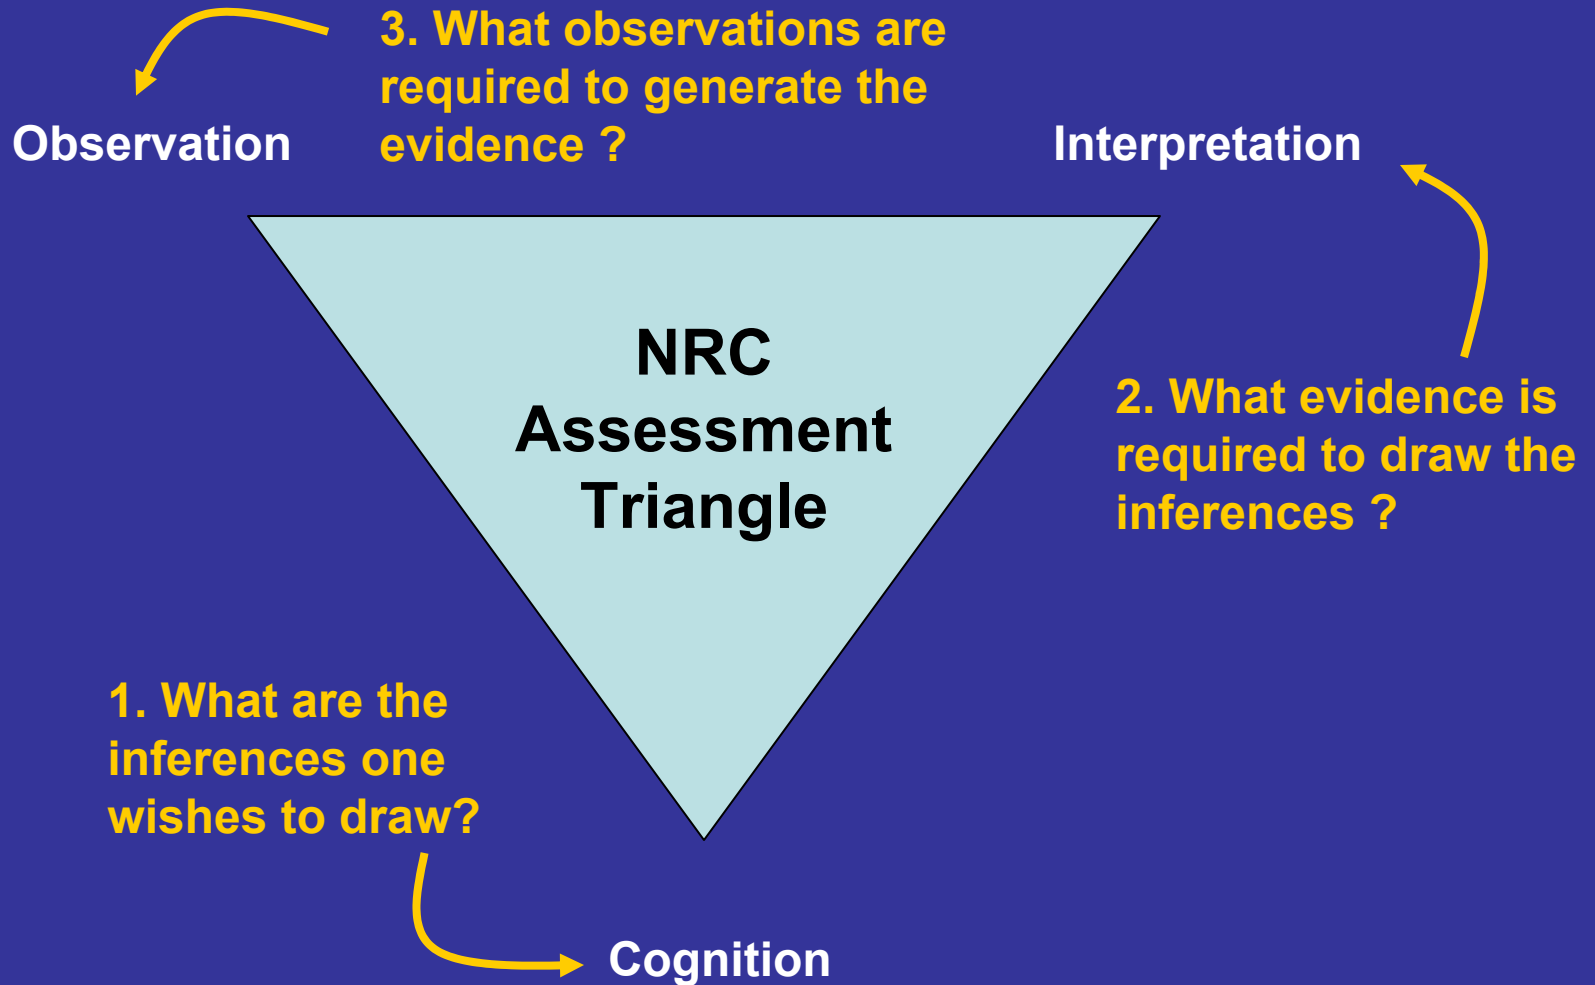 3. What observations are
required to generate the
evidence ?
Observation
Interpretation
NRC
Assessment
Triangle
2. What evidence is
required to draw the
inferences ?
1. What are the
inferences one
wishes to draw?
Cognition